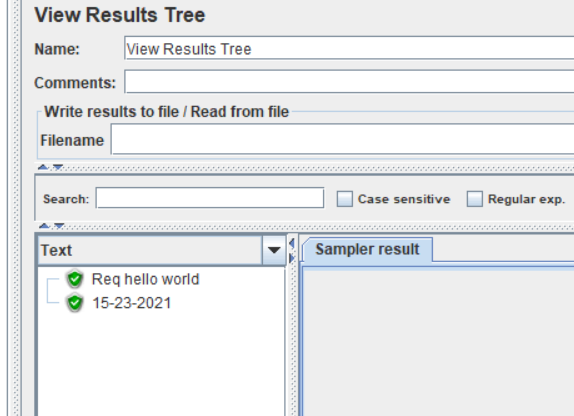 View Results Tree
Name: View Results Tree
Comments:
Write results to file / Read from file
Filename
Search: Case sensitive Regular exp.
Text Sampler result
Req hello world
15-23-2021